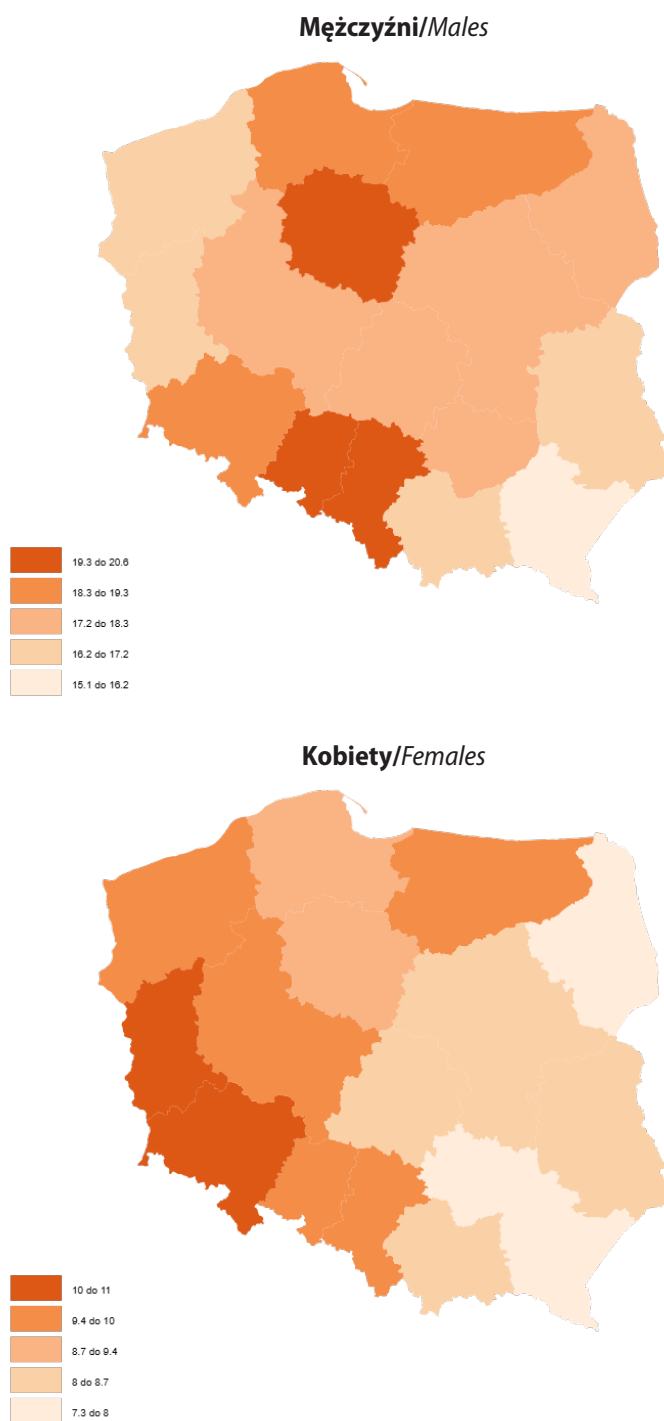 Mężczyźni/Males
19.3 do 20.6
18.3 do 19.3
17.2 do 18.3
16.2 do 17.2
15.1 do 16.2
Kobiety/Females
10 do 11
9.4 do 10
8.7 do 9.4
8 do 8.7
7.3 do 8